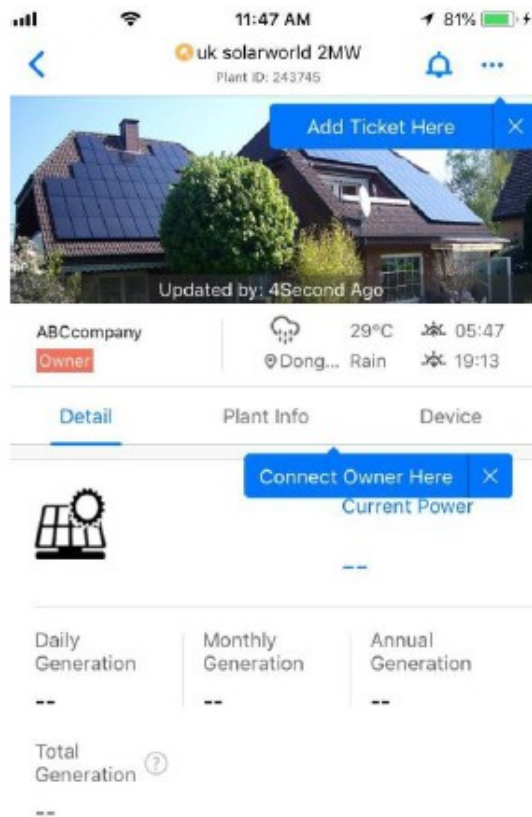 11:47 AM
81%
uk solarworld 2MW
Plant ID: 243745
Add Ticket Here
Updated by: 4Second Ago
ABCcompany
29°C
05:47
Owner
Dong... Rain
19:13
Detail
Plant Info
Device
Connect Owner Here
Current Power
--
Daily
Generation
--
Monthly
Generation
--
Annual
Generation
--
Total
Generation ?
--